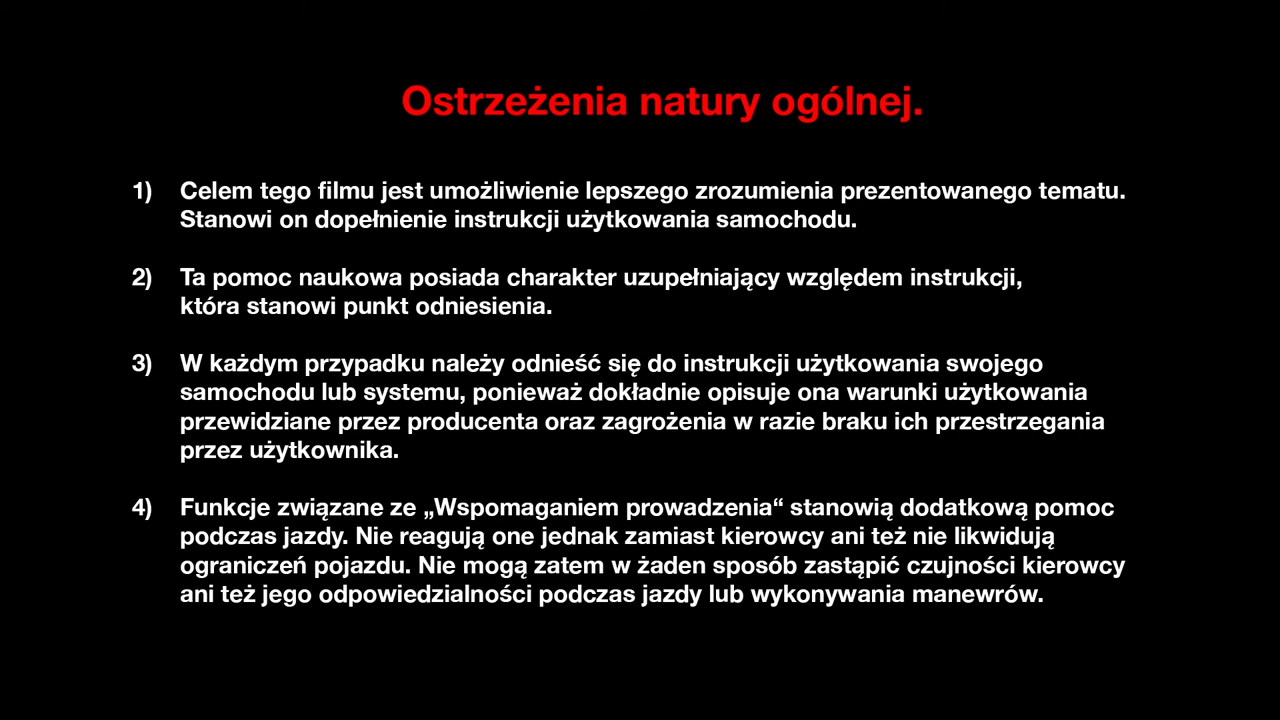 Ostrzeżenia natury ogólnej.
1) Celem tego filmu jest umożliwienie lepszego zrozumienia prezentowanego tematu.
Stanowi on dopełnienie instrukcji użytkowania samochodu.
2) Ta pomoc naukowa posiada charakter uzupełniający względem instrukcji,
która stanowi punkt odniesienia.
3) W każdym przypadku należy odnieść się do instrukcji użytkowania swojego
samochodu lub systemu, ponieważ dokładnie opisuje ona warunki użytkowania
przewidziane przez producenta oraz zagrożenia w razie braku ich przestrzegania
przez użytkownika.
4) Funkcje związane ze „Wspomaganiem prowadzenia“ stanowią dodatkową pomoc
podczas jazdy. Nie reagują one jednak zamiast kierowcy ani też nie likwidują
ograniczeń pojazdu. Nie mogą zatem w żaden sposób zastąpić czujności kierowcy
ani też jego odpowiedzialności podczas jazdy lub wykonywania manewrów.